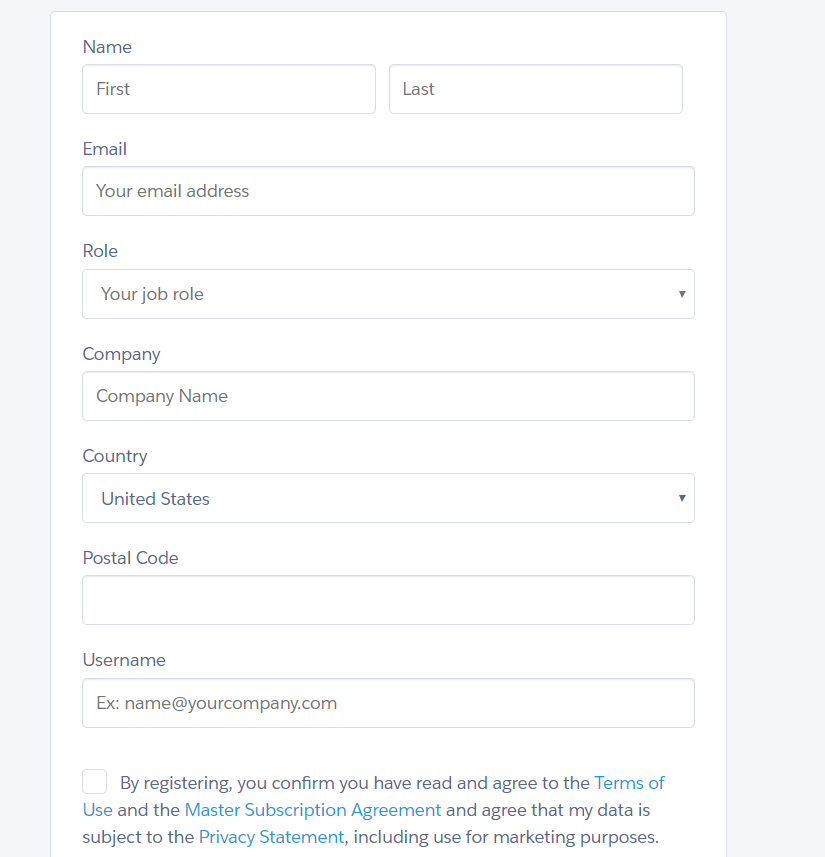 Name
First Last
Email
Your email address
Role
Your job role
Company
Company Name
Country
United States
Postal Code
Username
Ex: name@yourcompany.com
By registering, you confirm you have read and agree to the Terms of
Use and the Master Subscription Agreement and agree that my data is
subject to the Privacy Statement, including use for marketing purposes.